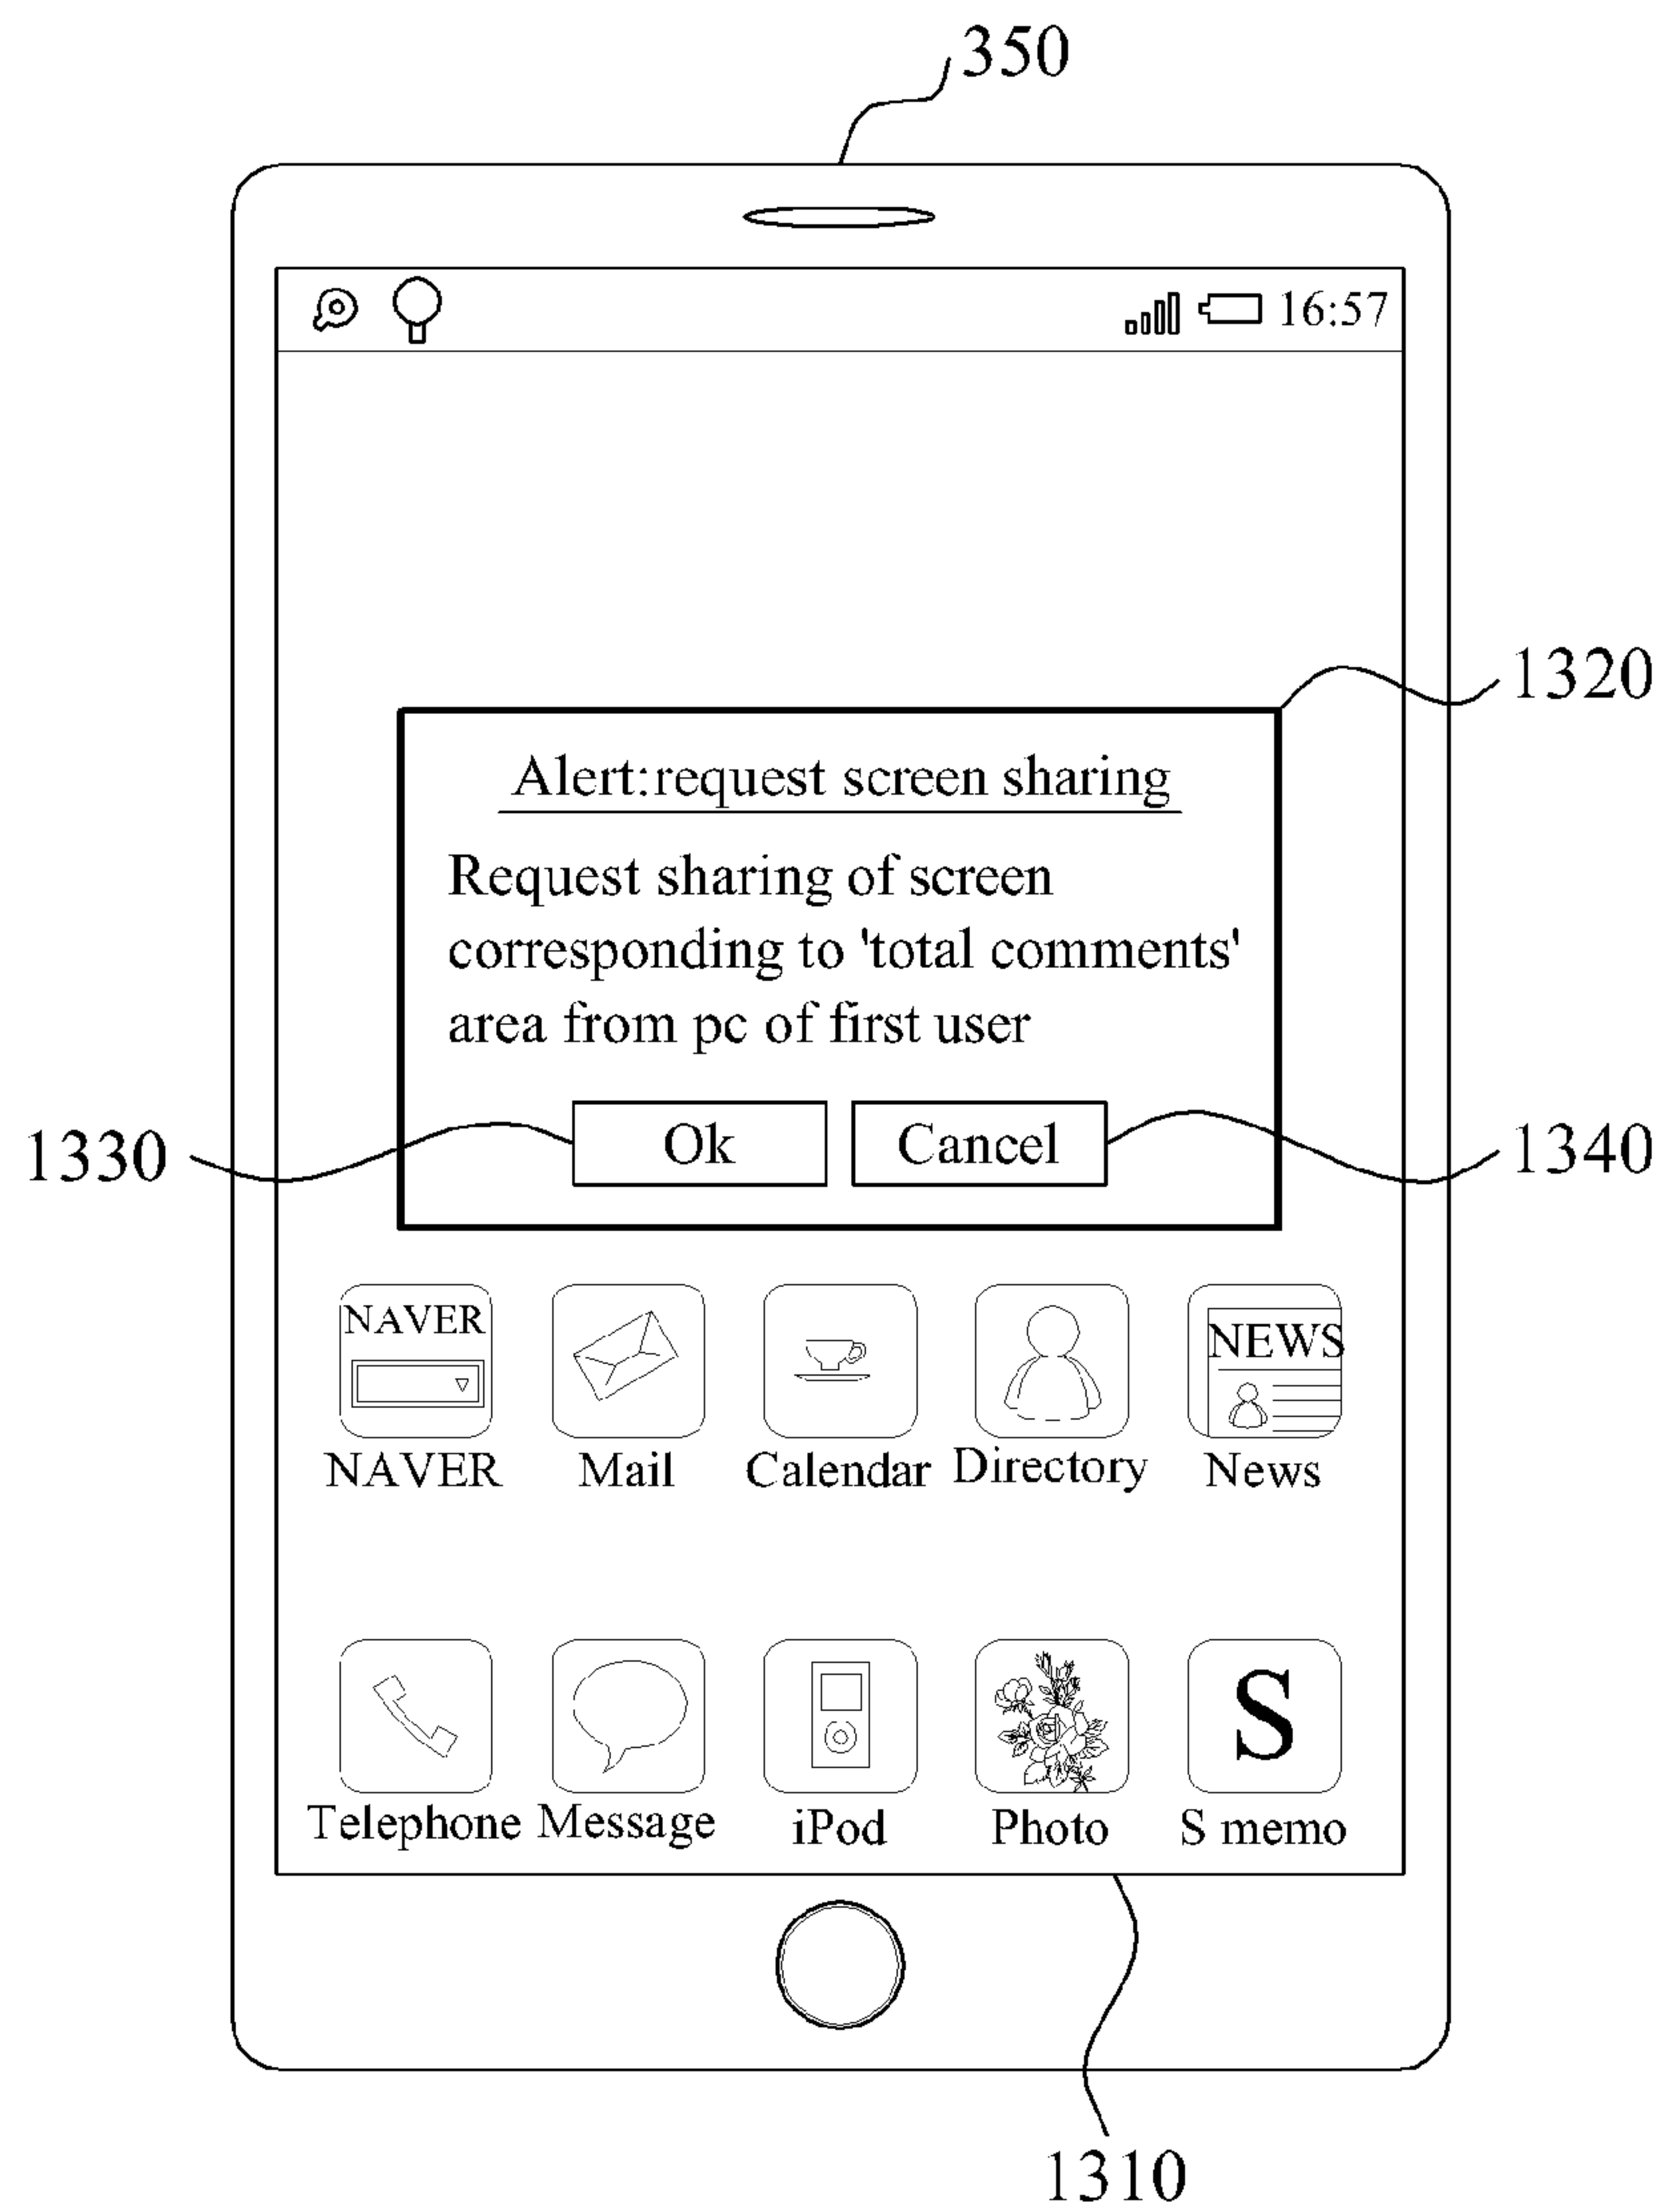 350
16:57
1320
Alert:request screen sharing
Request sharing of screen
corresponding to 'total comments'
area from pc of first user
1330
Ok
Cancel
1340
NAVER
NEWS
NAVER
Mail
Calendar
Directory
News
S
Telephone
Message
iPod
Photo
S memo
1310